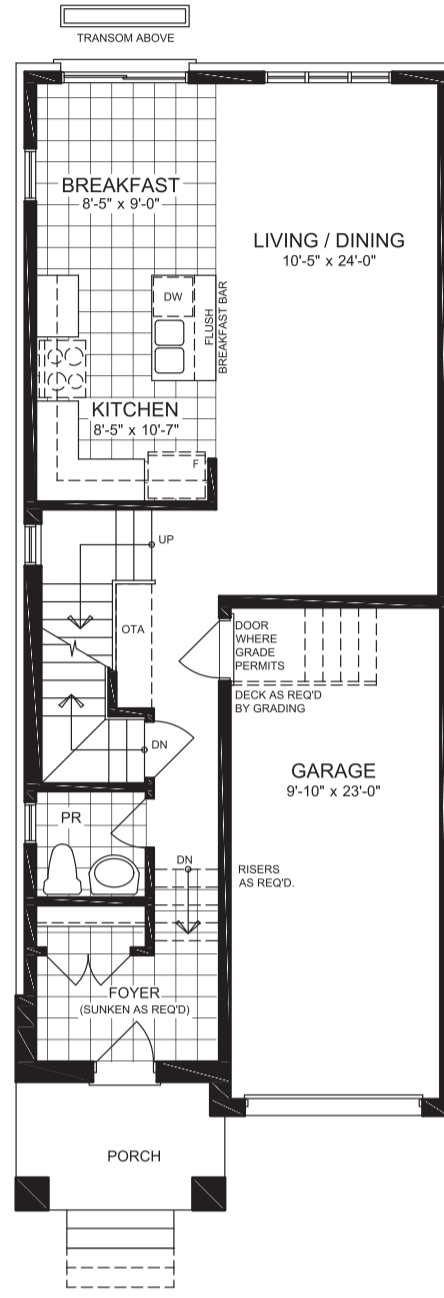 TRANSOM ABOVE
BREAKFAST
8'-5" x 9'-0"
LIVING / DINING
10'-5" x 24'-0"
DW
FLUSH
BREAKFAST BAR
KITCHEN
8'-5" x 10'-7"
F
UP
OTA
DOOR
WHERE
GRADE
PERMITS
DECK AS REQ'D
BY GRADING
DN
GARAGE
9'-10" x 23'-0"
PR
DN
RISERS
AS REQ'D.
FOYER
(SUNKEN AS REQ'D)
PORCH